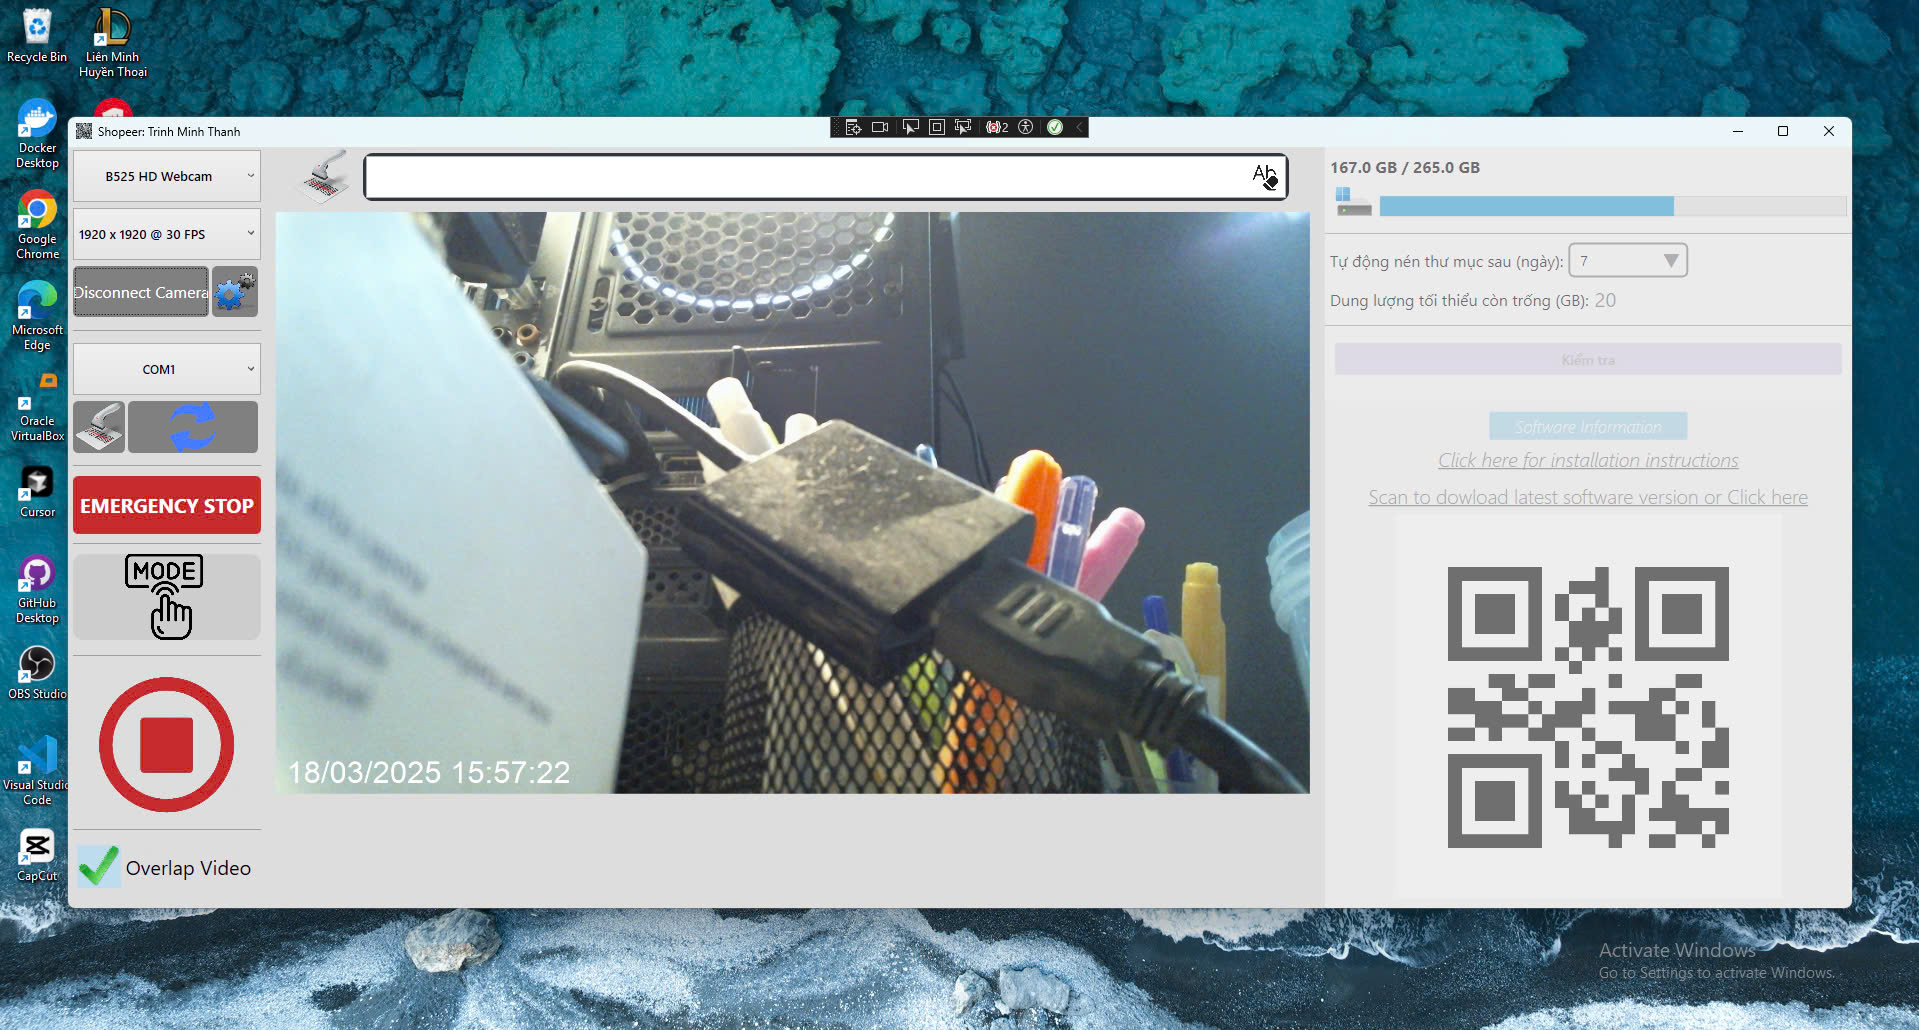 Recycle Bin
Liên Minh
Huyền Thoại
Docker
Desktop
Google
Chrome
Microsoft
Edge
Oracle
VirtualBox
Cursor
GitHub
Desktop
OBS Studio
Visual Studio
Code
CapCut
Shopeer: Trinh Minh Thanh
2
B525 HD Webcam
1920 x 1920 @ 30 FPS
Disconnect Camera
COM1
EMERGENCY STOP
MODE
Overlap Video
Ab
18/03/2025 15:57:22
167.0 GB / 265.0 GB
Tự động nén thư mục sau (ngày): 7
Dung lượng tối thiểu còn trống (GB): 20
Kiểm tra
Software Information
Click here for installation instructions
Scan to dowload latest software version or Click here
Activate Windows
Go to Settings to activate Windows.